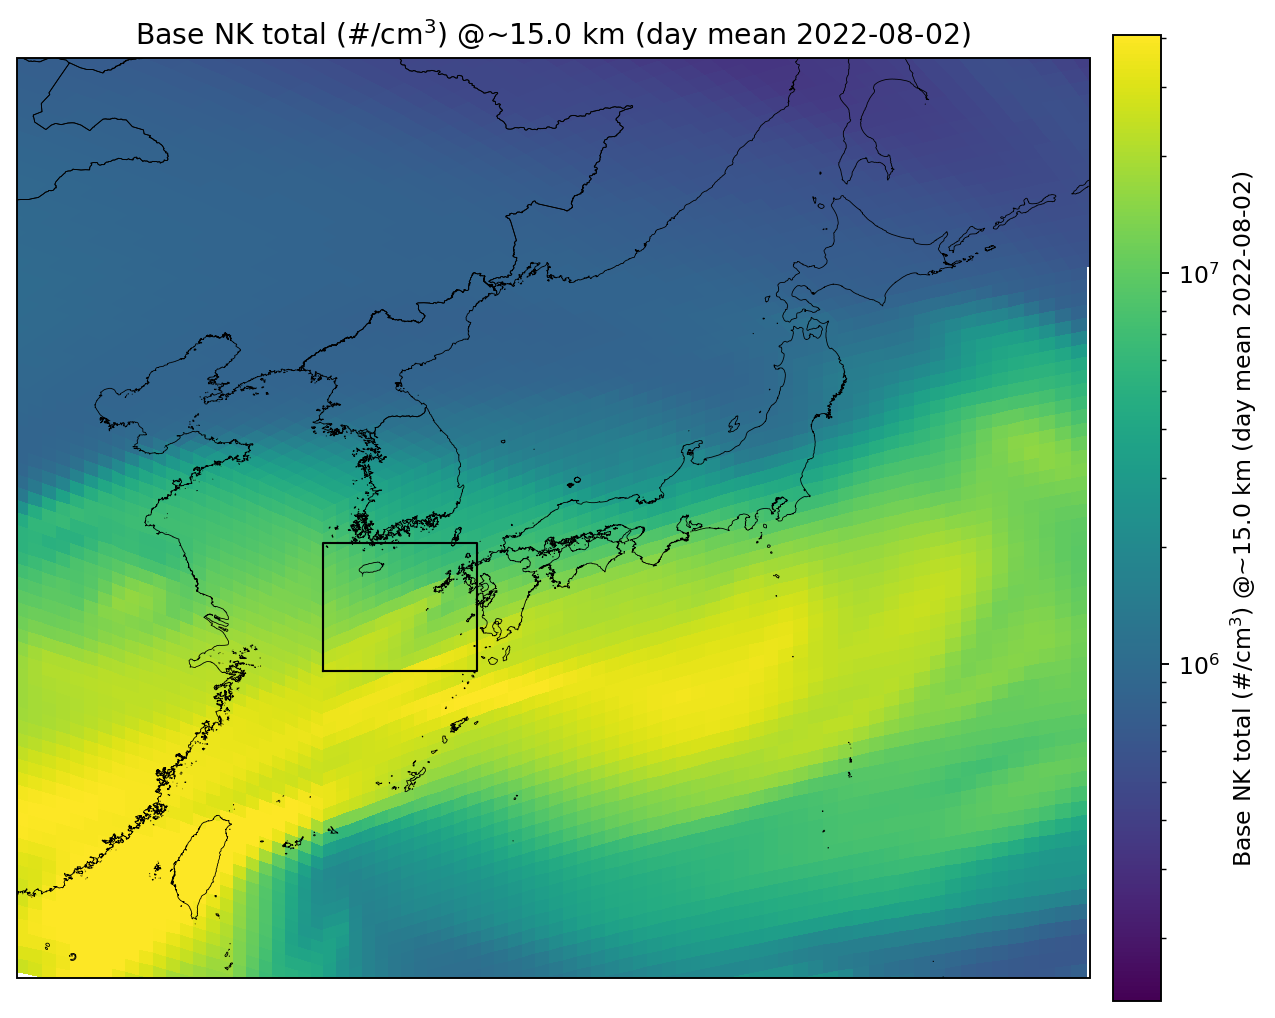 Base NK total (#/cm³) @~15.0 km (day mean 2022-08-02)
10⁷
10⁶
Base NK total (#/cm³) @~15.0 km (day mean 2022-08-02)